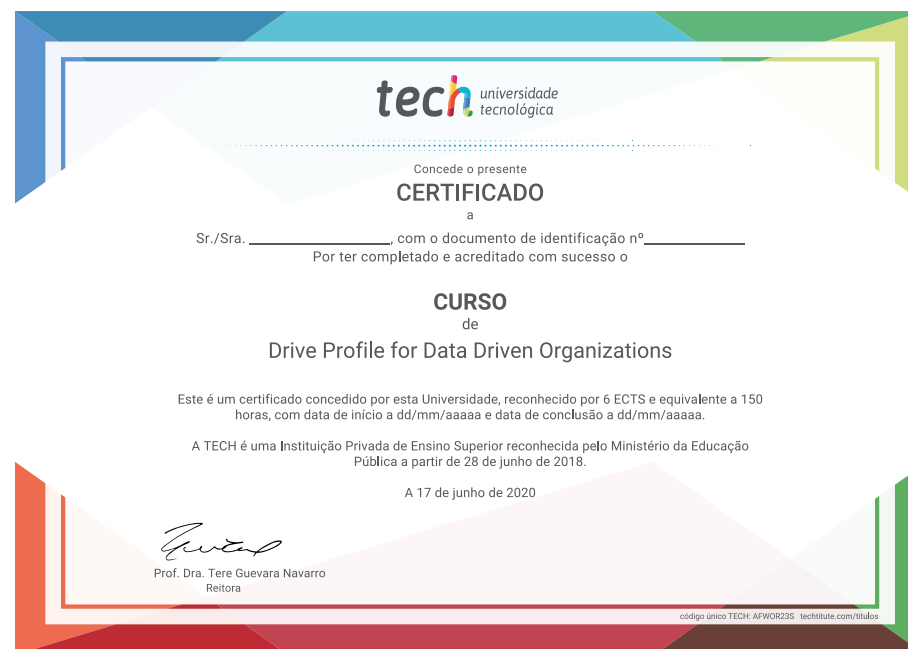 tech universidade
tecnológica
Concede o presente
CERTIFICADO
a
Sr./Sra. ____________________, com o documento de identificação nº______________
Por ter completado e acreditado com sucesso o
CURSO
de
Drive Profile for Data Driven Organizations
Este é um certificado concedido por esta Universidade, reconhecido por 6 ECTS e equivalente a 150
horas, com data de início a dd/mm/aaaaa e data de conclusão a dd/mm/aaaaa.
A TECH é uma Instituição Privada de Ensino Superior reconhecida pelo Ministério da Educação
Pública a partir de 28 de junho de 2018.
A 17 de junho de 2020
Prof. Dra. Tere Guevara Navarro
Reitora
código único TECH: AFWOR23S techtitute.com/titulos